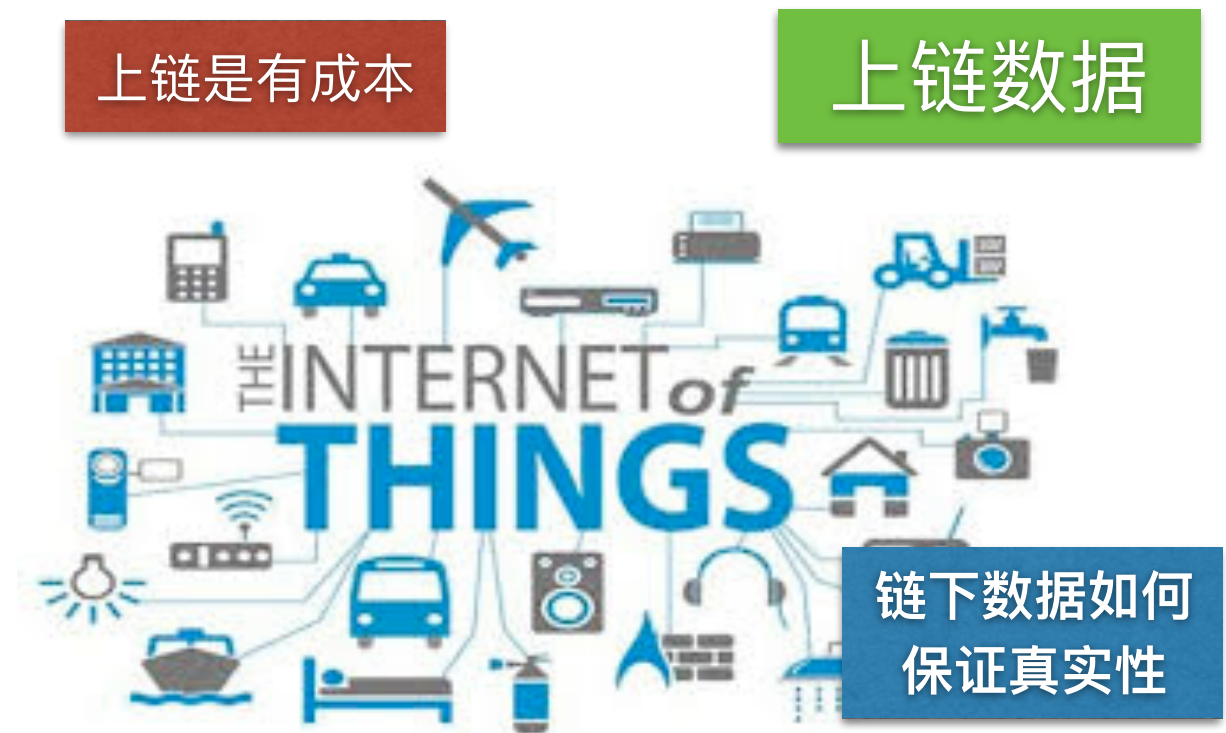 上链是有成本
上链数据
THE INTERNET of
THINGS
链下数据如何
保证真实性